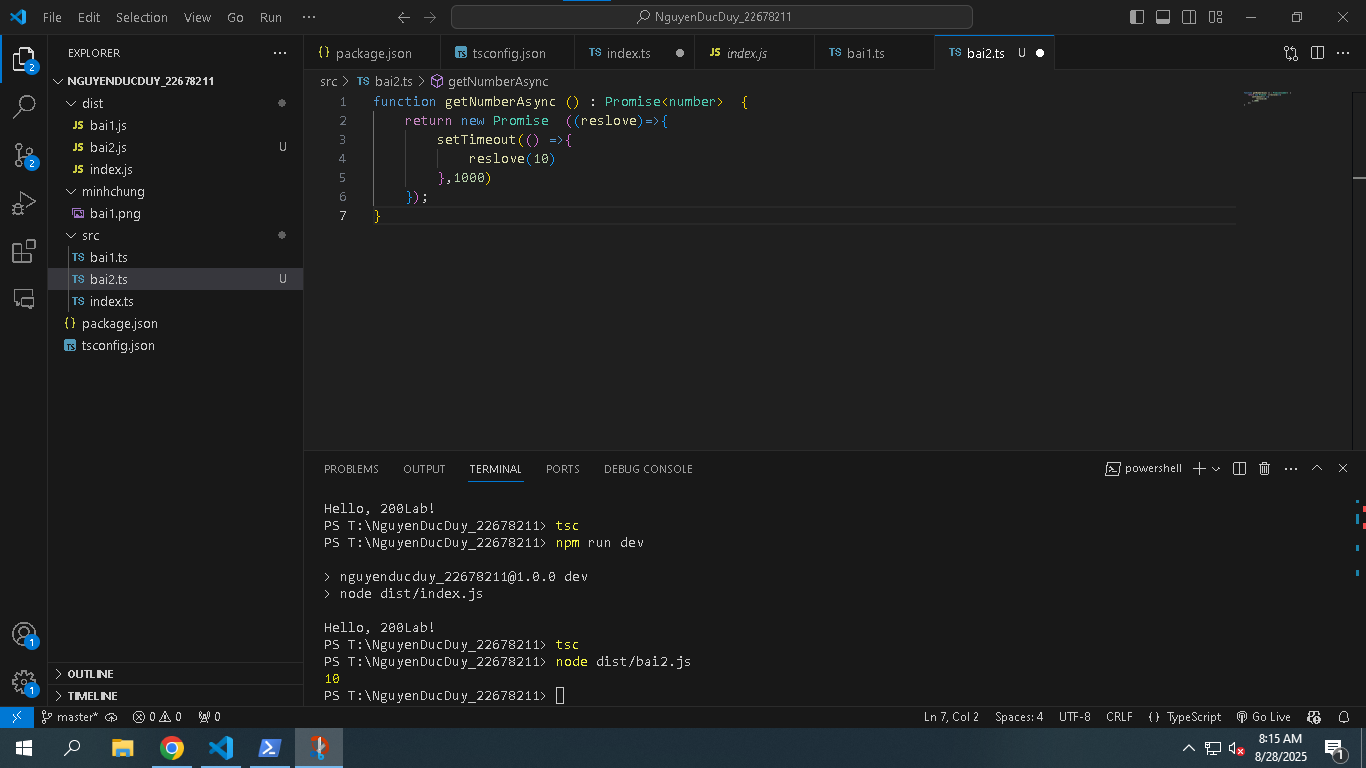 File Edit Selection View Go Run ··· NguyenDucDuy_22678211
EXPLORER ···
NGUYENDUCDUY_22678211
dist
JS bai1.js
JS bai2.js U
JS index.js
minhchung
bai1.png
src
TS bai1.ts
TS bai2.ts U
TS index.ts
{} package.json
TS tsconfig.json
OUTLINE
TIMELINE
2
2
1
1
{} package.json TS tsconfig.json TS index.ts ● JS index.js TS bai1.ts TS bai2.ts U ●
src > TS bai2.ts > getNumberAsync
1 function getNumberAsync () : Promise<number>  {
2     return new Promise  ((reslove)=>{
3         setTimeout(() =>{
4             reslove(10)
5         },1000)
6     });
7 }
PROBLEMS OUTPUT TERMINAL PORTS DEBUG CONSOLE powershell
Hello, 200Lab!
PS T:\NguyenDucDuy_22678211> tsc
PS T:\NguyenDucDuy_22678211> npm run dev
> nguyenducduy_22678211@1.0.0 dev
> node dist/index.js
Hello, 200Lab!
PS T:\NguyenDucDuy_22678211> tsc
PS T:\NguyenDucDuy_22678211> node dist/bai2.js
10
PS T:\NguyenDucDuy_22678211>
master* 0 0 0 Ln 7, Col 2 Spaces: 4 UTF-8 CRLF {} TypeScript Go Live
8:15 AM
8/28/2025
1